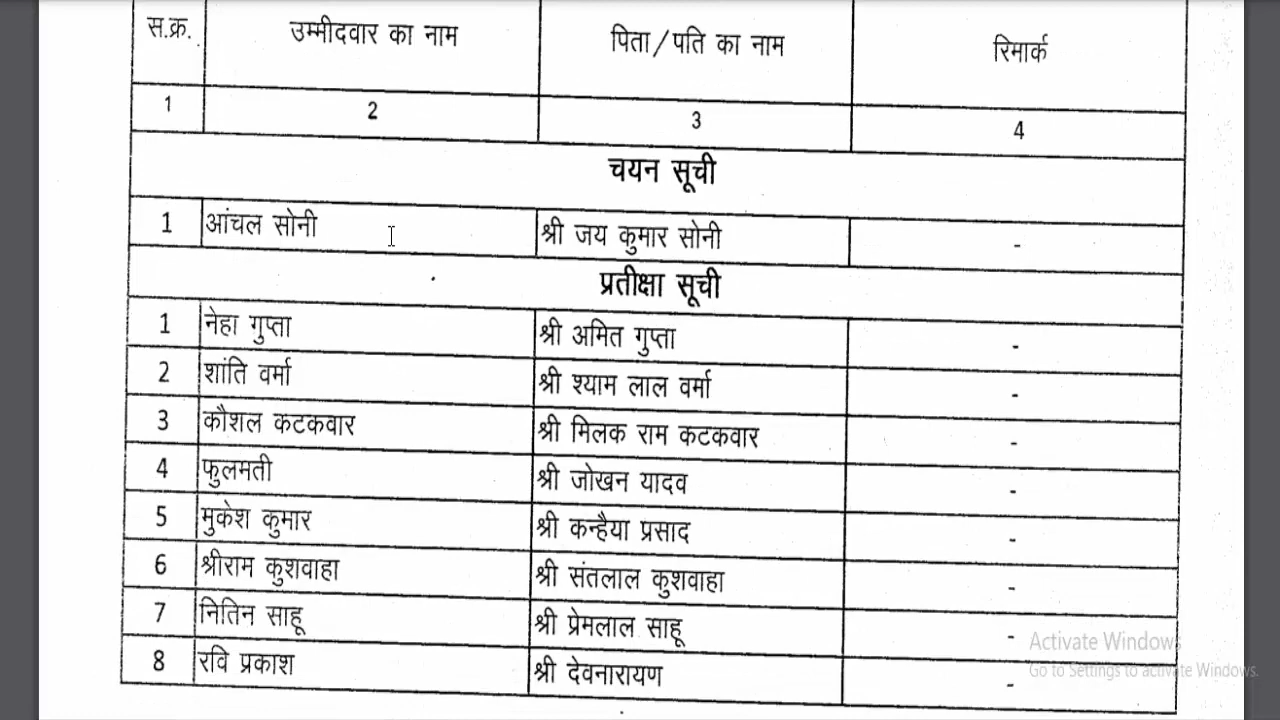 स.क्र. उम्मीदवार का नाम पिता/पति का नाम रिमार्क
1 2 3 4
चयन सूची
1 आंचल सोनी श्री जय कुमार सोनी -
प्रतीक्षा सूची
1 नेहा गुप्ता श्री अमित गुप्ता -
2 शांति वर्मा श्री श्याम लाल वर्मा -
3 कौशल कटकवार श्री मिलक राम कटकवार -
4 फुलमती श्री जोखन यादव -
5 मुकेश कुमार श्री कन्हैया प्रसाद -
6 श्रीराम कुशवाहा श्री संतलाल कुशवाहा -
7 नितिन साहू श्री प्रेमलाल साहू -
8 रवि प्रकाश श्री देवनारायण -
Activate Windows
Go to Settings to activate Windows.